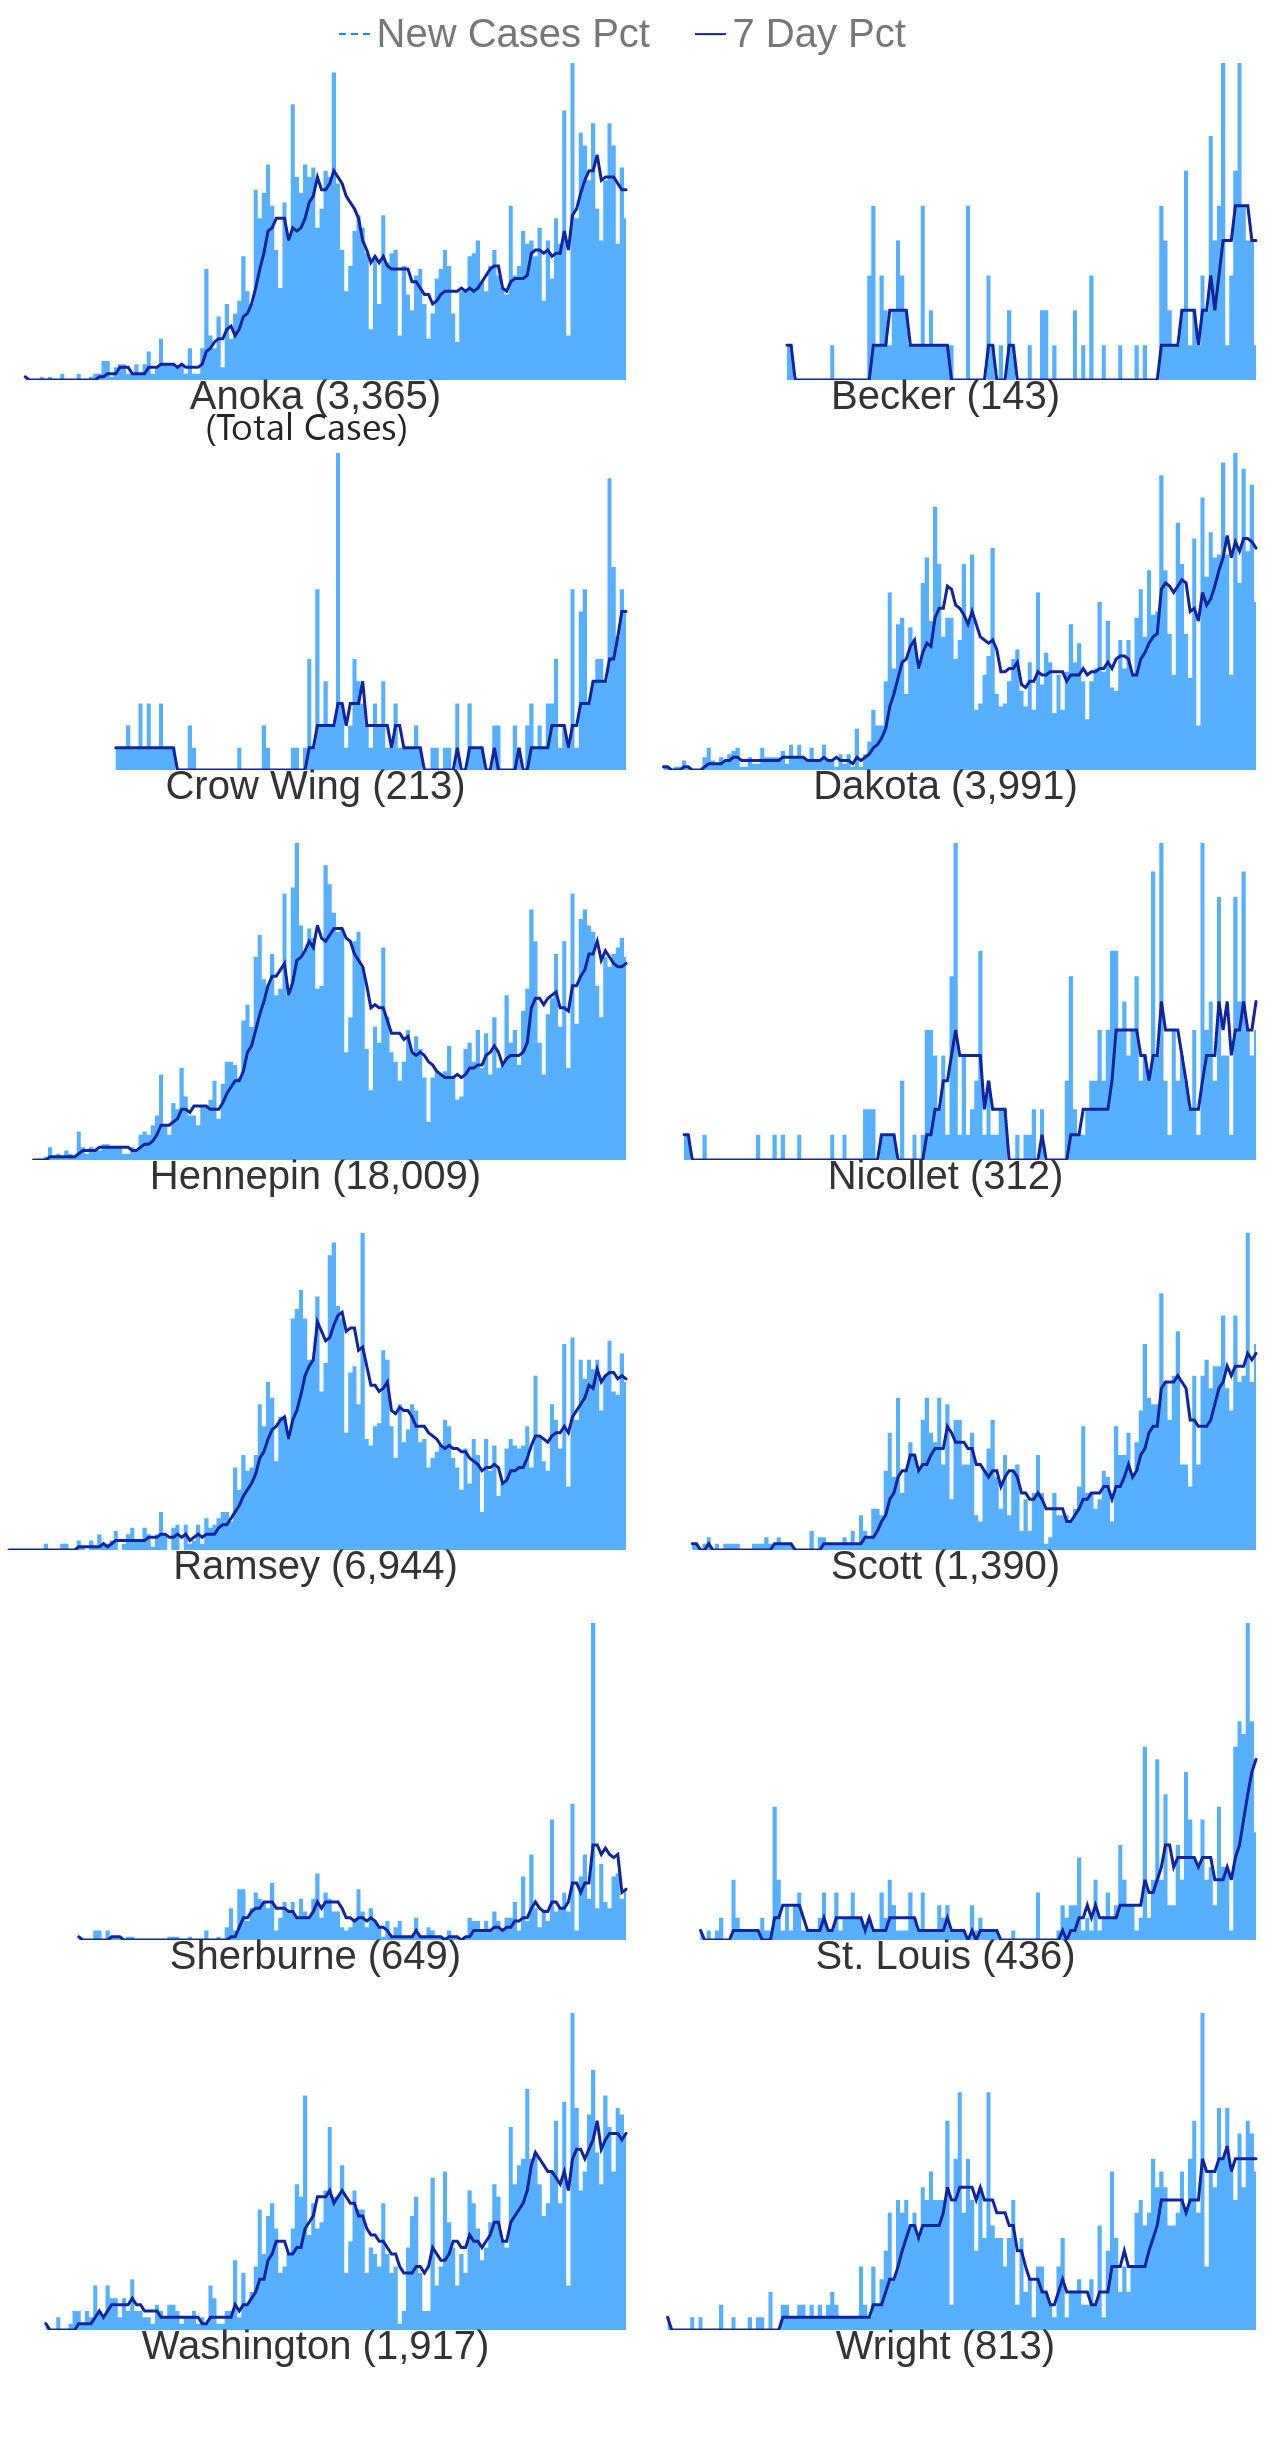 New Cases Pct 7 Day Pct
Anoka (3,365) Becker (143)
(Total Cases)
Crow Wing (213) Dakota (3,991)
Hennepin (18,009) Nicollet (312)
Ramsey (6,944) Scott (1,390)
Sherburne (649) St. Louis (436)
Washington (1,917) Wright (813)